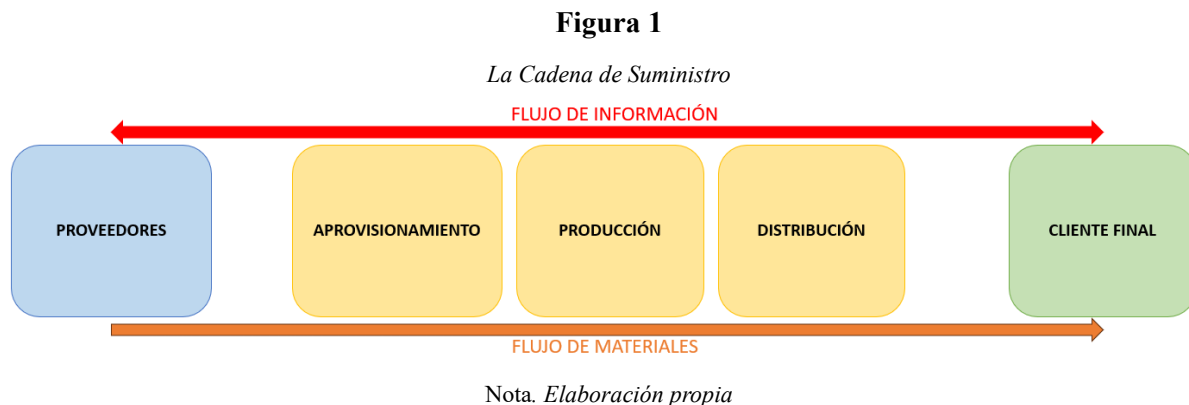 Figura 1
La Cadena de Suministro
FLUJO DE INFORMACIÓN
PROVEEDORES
APROVISIONAMIENTO
PRODUCCIÓN
DISTRIBUCIÓN
CLIENTE FINAL
FLUJO DE MATERIALES
Nota. Elaboración propia